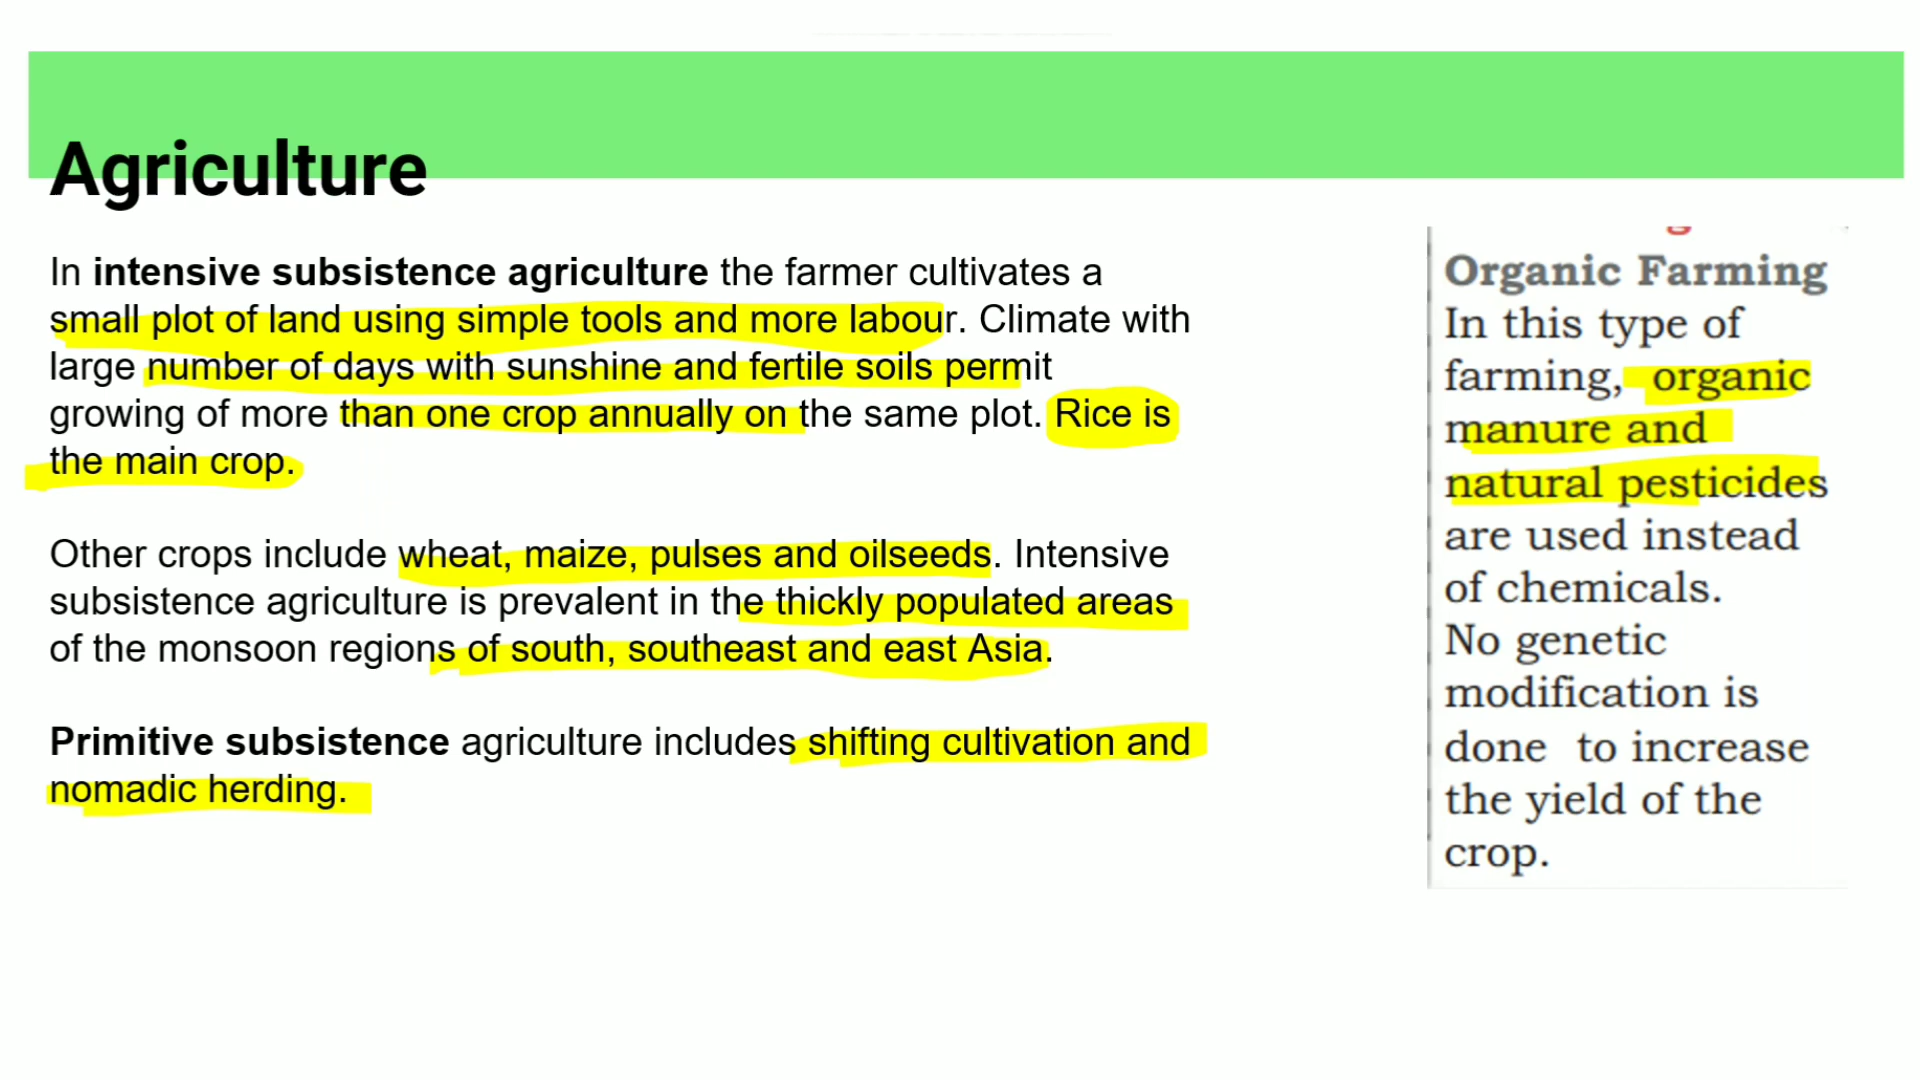 Agriculture
In intensive subsistence agriculture the farmer cultivates a
small plot of land using simple tools and more labour. Climate with
large number of days with sunshine and fertile soils permit
growing of more than one crop annually on the same plot. Rice is
the main crop.
Other crops include wheat, maize, pulses and oilseeds. Intensive
subsistence agriculture is prevalent in the thickly populated areas
of the monsoon regions of south, southeast and east Asia.
Primitive subsistence agriculture includes shifting cultivation and
nomadic herding.
Organic Farming
In this type of
farming, organic
manure and
natural pesticides
are used instead
of chemicals.
No genetic
modification is
done to increase
the yield of the
crop.